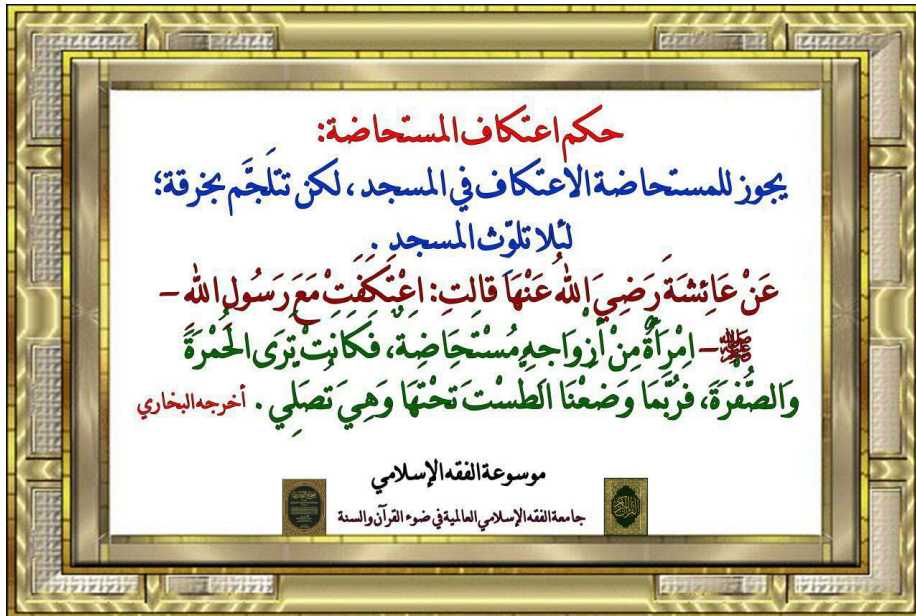 حكم اعتكاف المستحاضة:
يجوز للمستحاضة الاعتكاف في المسجد، لكن تتلجَّم بخرقة؛
لئلا تلوّث المسجد .
عَنْ عَائِشَةَ رَضِيَ اللهُ عَنْهَا قَالَتِ: اعْتَكَفَتْ مَعَ رَسُولِ اللهِ –
ﷺ – امْرَأَةٌ مِنْ أَزْوَاجِهِ مُسْتَحَاضَةٌ، فَكَانَتْ تَرَى الْحُمْرَةَ
وَالصُّفْرَةَ، فَرُبَّمَا وَضَعْنَا الطَّسْتَ تَحْتَهَا وَهِيَ تُصَلِّي . أخرجه البخاري
موسوعة الفقه الإسلامي
جامعة الفقه الإسلامي العالمية في ضوء القرآن والسنة